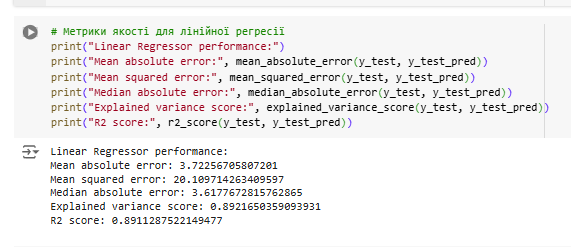 # Метрики якості для лінійної регресії
print("Linear Regressor performance:")
print("Mean absolute error:", mean_absolute_error(y_test, y_test_pred))
print("Mean squared error:", mean_squared_error(y_test, y_test_pred))
print("Median absolute error:", median_absolute_error(y_test, y_test_pred))
print("Explained variance score:", explained_variance_score(y_test, y_test_pred))
print("R2 score:", r2_score(y_test, y_test_pred))
Linear Regressor performance:
Mean absolute error: 3.72256705807201
Mean squared error: 20.109714263409597
Median absolute error: 3.6177672815762865
Explained variance score: 0.8921650359093931
R2 score: 0.8911287522149477